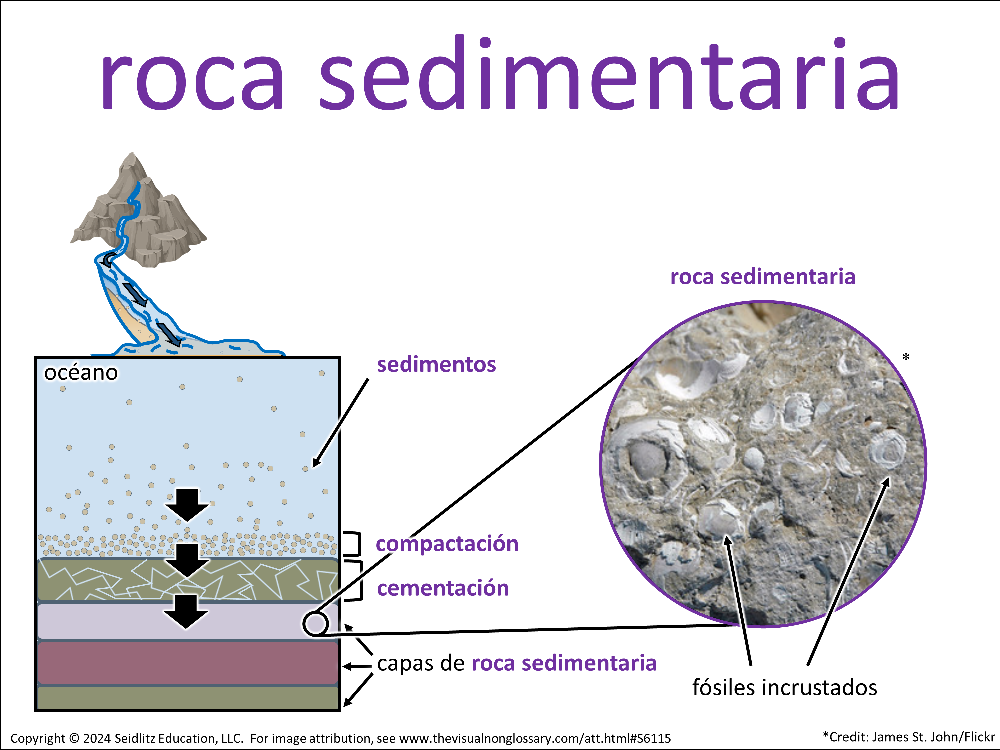 roca sedimentaria
roca sedimentaria
*
océano
sedimentos
compactación
cementación
capas de roca sedimentaria
fósiles incrustados
Copyright © 2024 Seidlitz Education, LLC. For image attribution, see www.thevisualnonglossary.com/att.html#S6115
*Credit: James St. John/Flickr